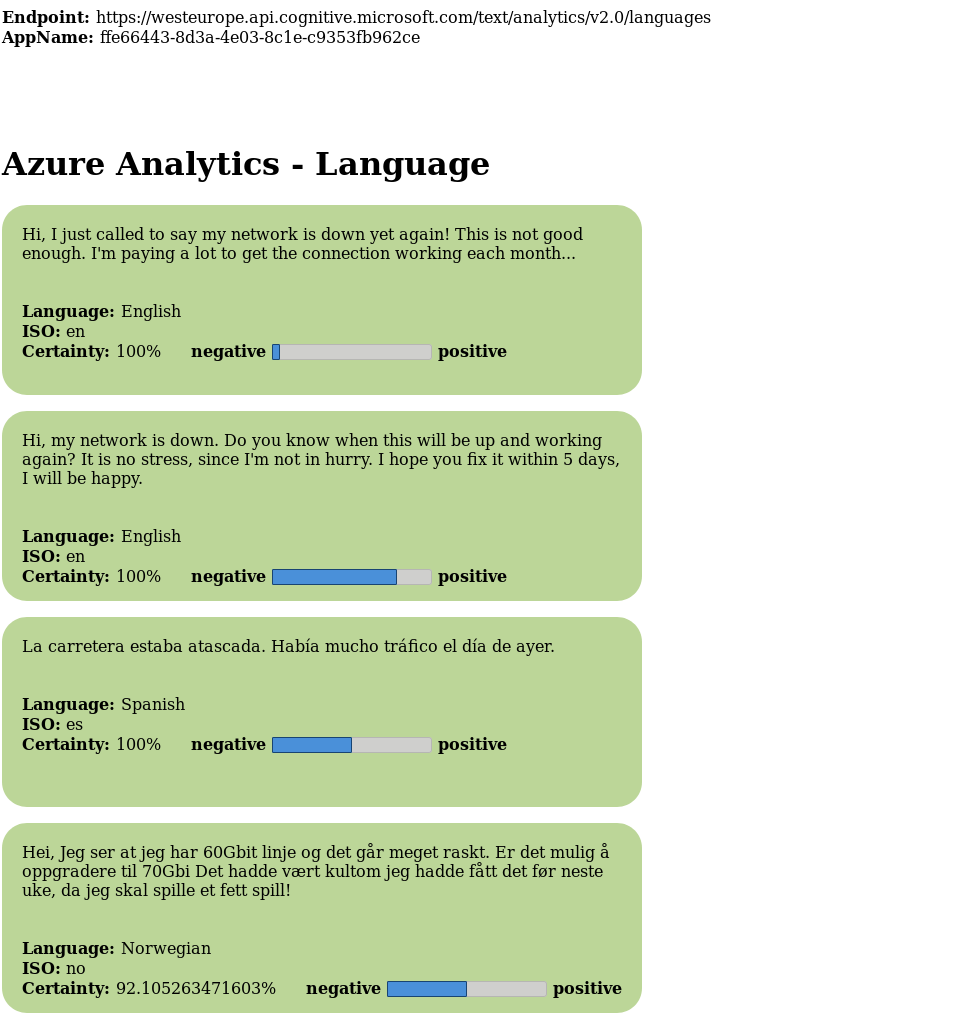 Endpoint: https://westeurope.api.cognitive.microsoft.com/text/analytics/v2.0/languages
AppName: ffe66443-8d3a-4e03-8c1e-c9353fb962ce
Azure Analytics - Language
Hi, I just called to say my network is down yet again! This is not good
enough. I'm paying a lot to get the connection working each month...
Language: English
ISO: en
Certainty: 100% negative positive
Hi, my network is down. Do you know when this will be up and working
again? It is no stress, since I'm not in hurry. I hope you fix it within 5 days,
I will be happy.
Language: English
ISO: en
Certainty: 100% negative positive
La carretera estaba atascada. Había mucho tráfico el día de ayer.
Language: Spanish
ISO: es
Certainty: 100% negative positive
Hei, Jeg ser at jeg har 60Gbit linje og det går meget raskt. Er det mulig å
oppgradere til 70Gbi Det hadde vært kultom jeg hadde fått det før neste
uke, da jeg skal spille et fett spill!
Language: Norwegian
ISO: no
Certainty: 92.105263471603% negative positive